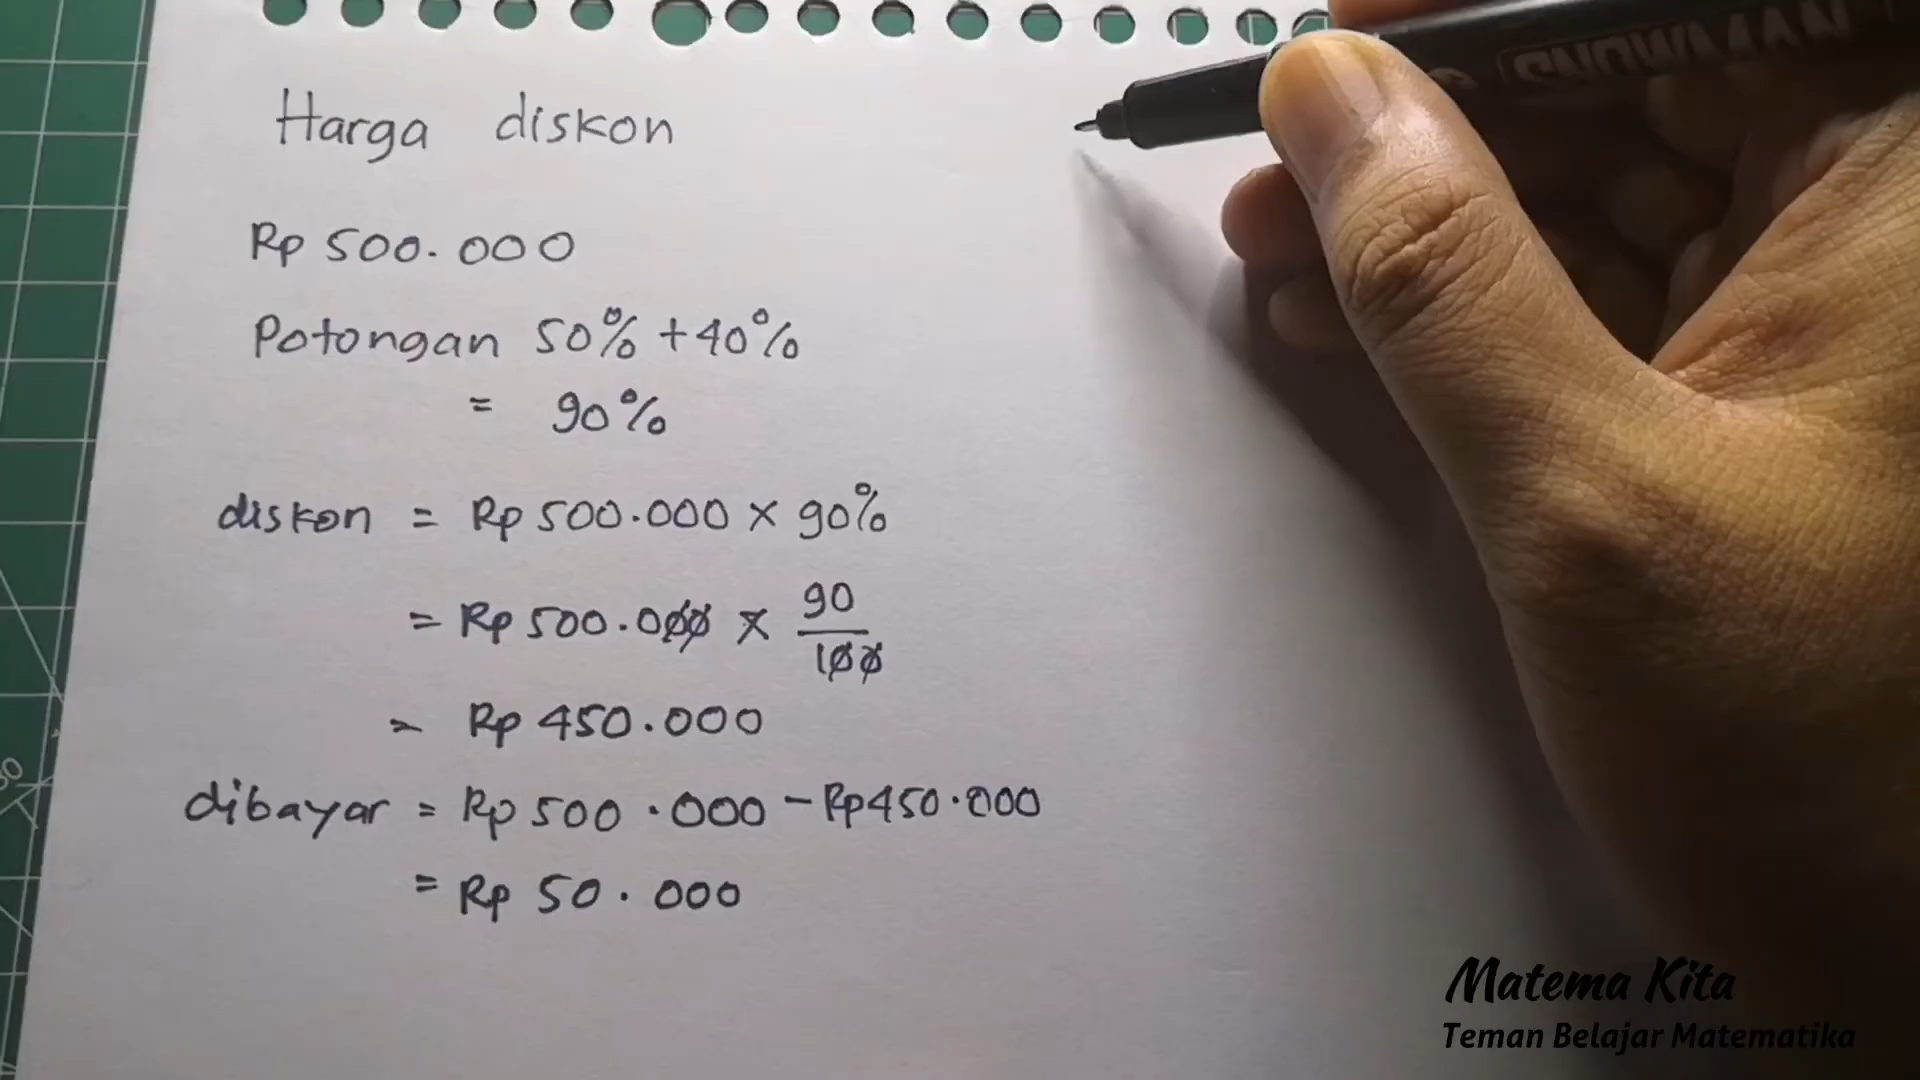 Harga diskon
Rp 500.000
Potongan 50% + 40%
= 90%
diskon = Rp 500.000 x 90%
= Rp 500.000 x 90/100
= Rp 450.000
dibayar = Rp 500.000 - Rp 450.000
= Rp 50.000
SNOWMAN
Matema Kita
Teman Belajar Matematika